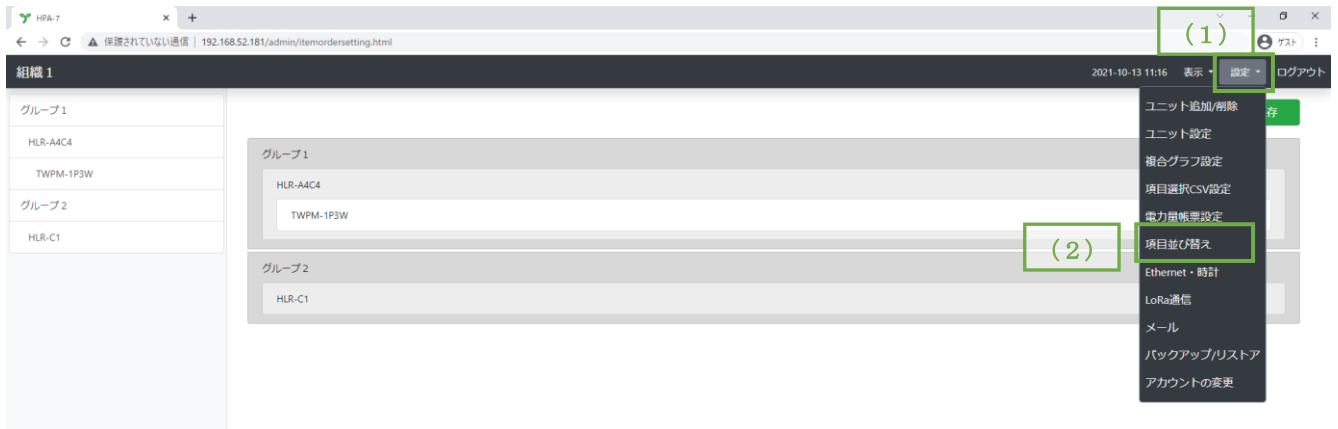 HPA-7
保護されていない通信 | 192.168.52.181/admin/itemordersetting.html
ゲスト
(1)
組織 1
2021-10-13 11:16 表示 設定 ログアウト
グループ 1
HLR-A4C4
TWPM-1P3W
グループ 2
HLR-C1
存
グループ 1
HLR-A4C4
TWPM-1P3W
グループ 2
HLR-C1
ユニット追加/削除
ユニット設定
複合グラフ設定
項目選択CSV設定
電力量帳票設定
(2)
項目並び替え
Ethernet・時計
LoRa通信
メール
バックアップ/リストア
アカウントの変更